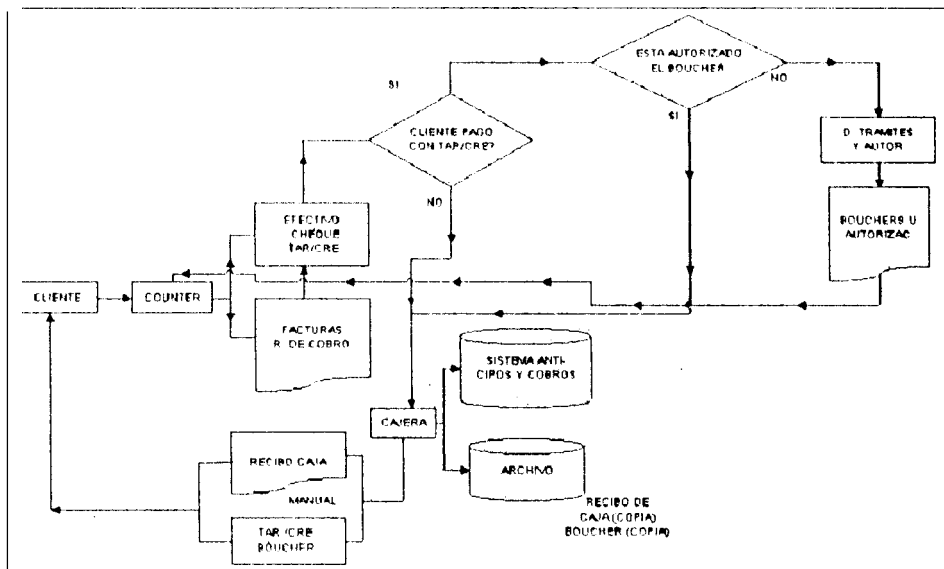 ESTA AUTORIZADO
EL BOUCHER
SI
NO
SI
CLIENTE PAGO
CON TAR/CRE?
D. TRAMITES
Y AUTOR
NO
EFECTIVO
CHEQUE
TAR/CRE
BOUCHERS U
AUTORIZAC
CLIENTE
COUNTER
FACTURAS
R. DE COBRO
SISTEMA ANTI-
CIPOS Y COBROS
CAJERA
RECIBO CAJA
ARCHIVO
MANUAL
RECIBO DE
CAJA (COPIA)
BOUCHER (COPIA)
TAR /CRE
BOUCHER